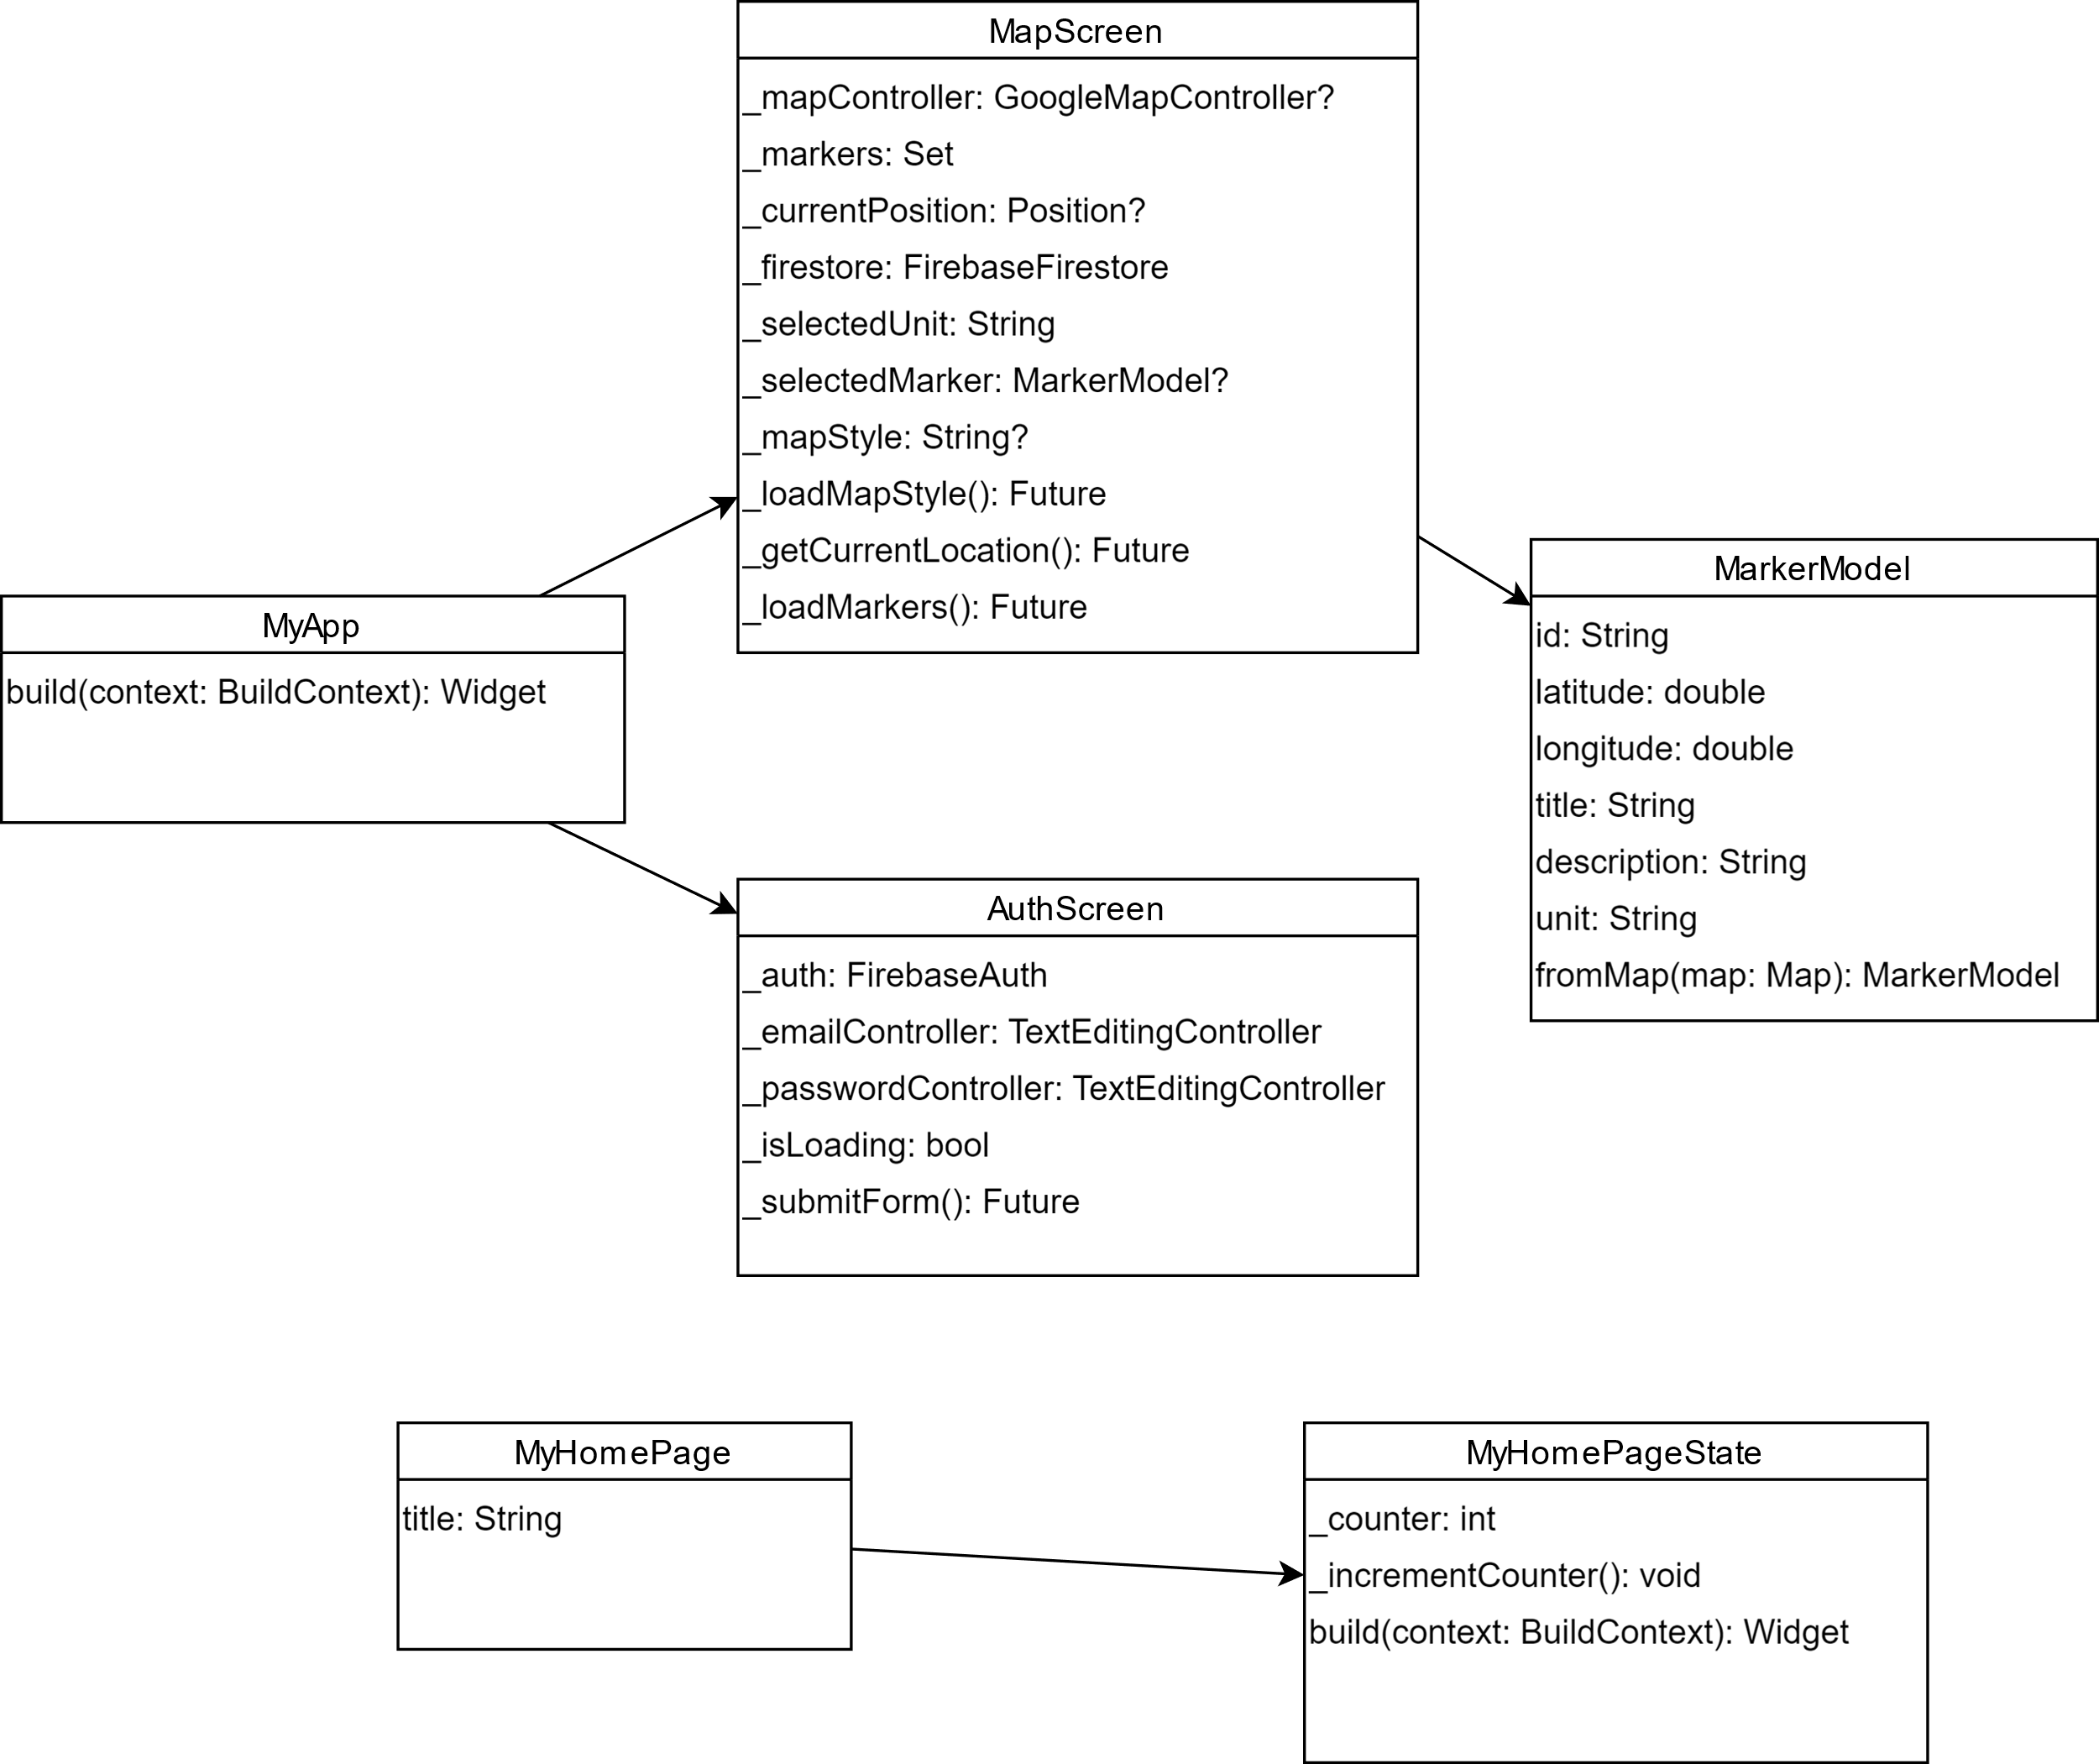 MapScreen
_mapController: GoogleMapController?
_markers: Set
_currentPosition: Position?
_firestore: FirebaseFirestore
_selectedUnit: String
_selectedMarker: MarkerModel?
_mapStyle: String?
_loadMapStyle(): Future
_getCurrentLocation(): Future
_loadMarkers(): Future
MyApp
build(context: BuildContext): Widget
MarkerModel
id: String
latitude: double
longitude: double
title: String
description: String
unit: String
fromMap(map: Map): MarkerModel
AuthScreen
_auth: FirebaseAuth
_emailController: TextEditingController
_passwordController: TextEditingController
_isLoading: bool
_submitForm(): Future
MyHomePage
title: String
MyHomePageState
_counter: int
_incrementCounter(): void
build(context: BuildContext): Widget